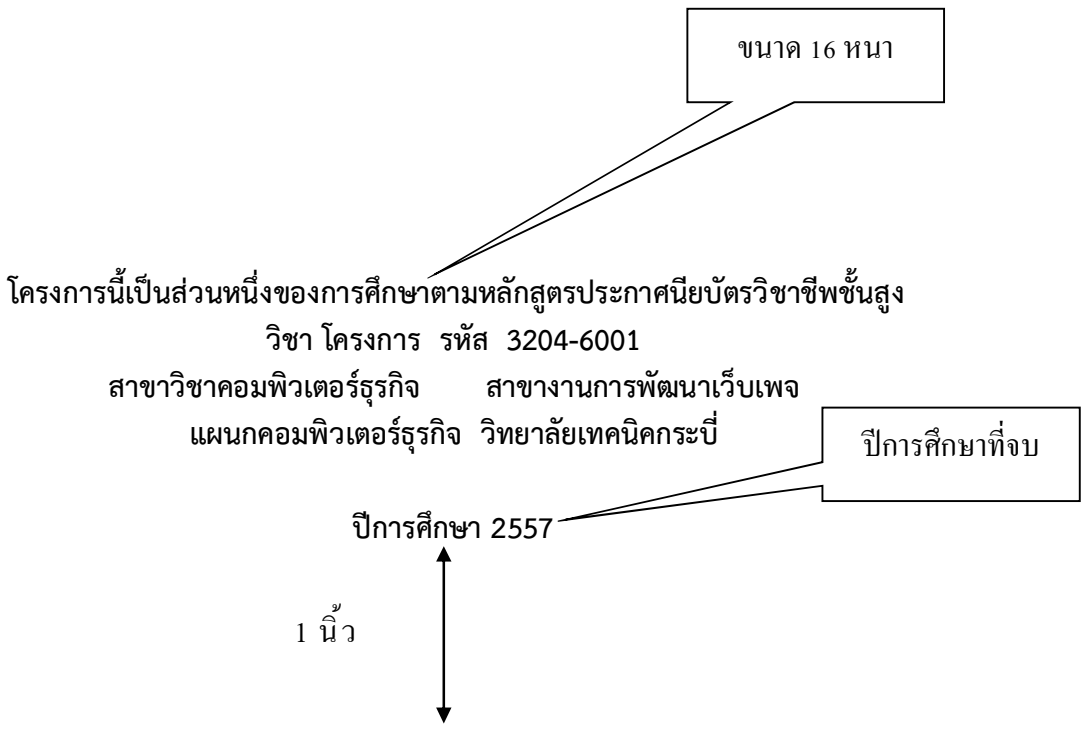 ขนาด 16 หนา
โครงการนี้เป็นส่วนหนึ่งของการศึกษาตามหลักสูตรประกาศนียบัตรวิชาชีพชั้นสูง
วิชา โครงการ รหัส 3204-6001
สาขาวิชาคอมพิวเตอร์ธุรกิจ สาขางานการพัฒนาเว็บเพจ
แผนกคอมพิวเตอร์ธุรกิจ วิทยาลัยเทคนิคกระบี่
ปีการศึกษาที่จบ
ปีการศึกษา 2557
1 นิ้ว